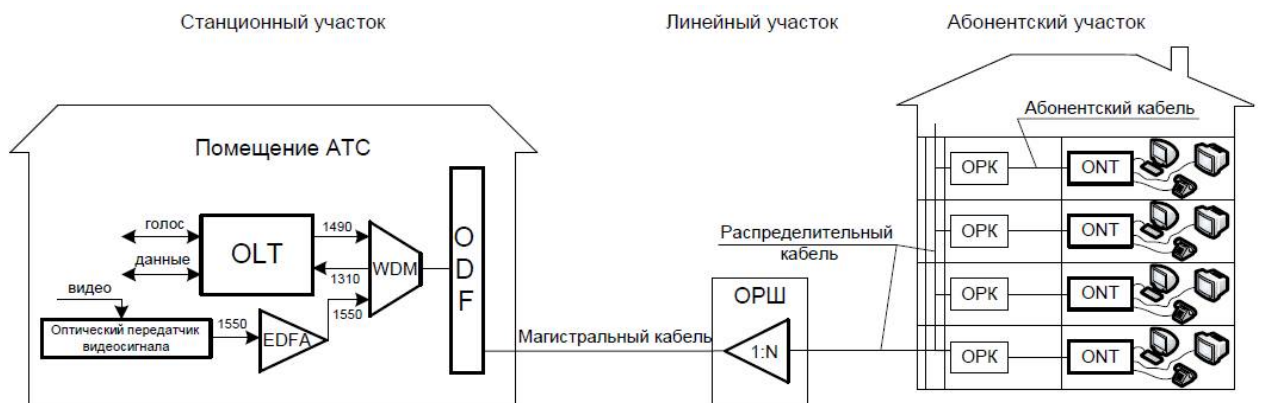 Станционный участок
Линейный участок
Абонентский участок
Помещение АТС
голос
данные
видео
OLT
1490
1310
1550
WDM
O
D
F
Оптический передатчик
видеосигнала
1550
EDFA
Магистральный кабель
ОРШ
1:N
Распределительный
кабель
Абонентский кабель
ОРК
ONT
ОРК
ONT
ОРК
ONT
ОРК
ONT